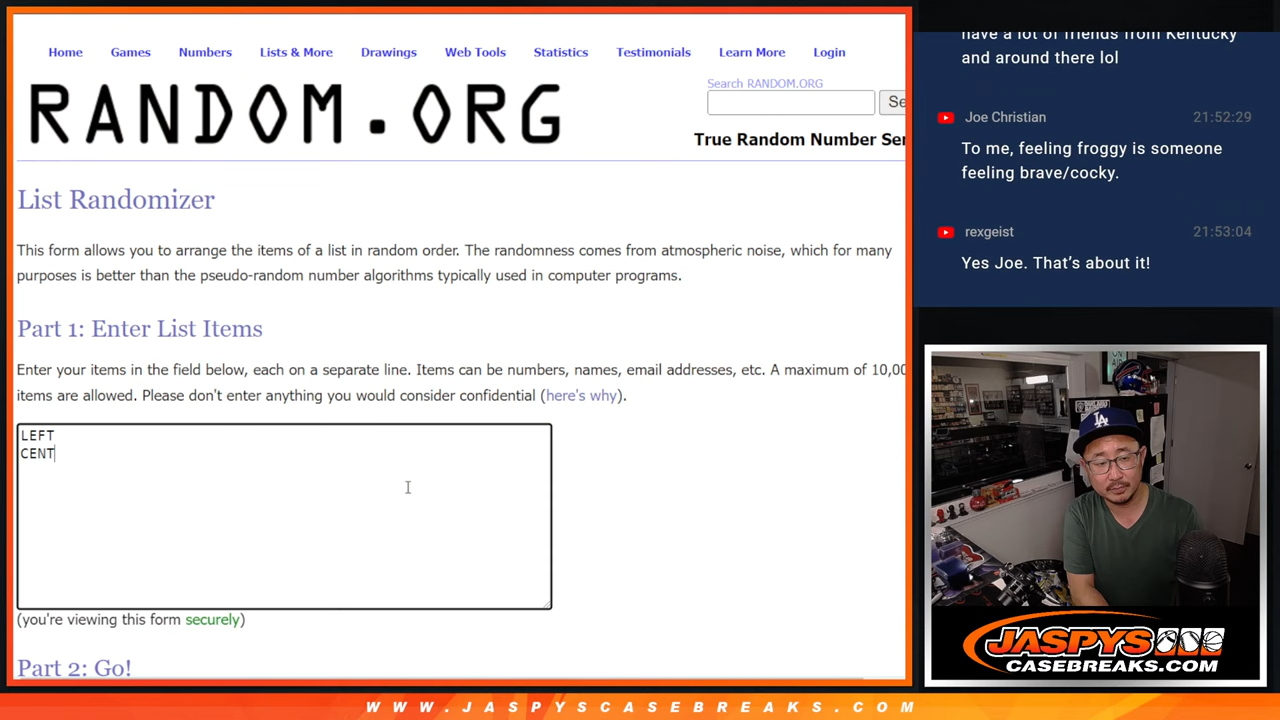 Home Games Numbers Lists & More Drawings Web Tools Statistics Testimonials Learn More Login
RANDOM.ORG
Search RANDOM.ORG
Se
True Random Number Ser
List Randomizer
This form allows you to arrange the items of a list in random order. The randomness comes from atmospheric noise, which for many
purposes is better than the pseudo-random number algorithms typically used in computer programs.
Part 1: Enter List Items
Enter your items in the field below, each on a separate line. Items can be numbers, names, email addresses, etc. A maximum of 10,00
items are allowed. Please don't enter anything you would consider confidential (here's why).
LEFT
CENT
(you're viewing this form securely)
Part 2: Go!
have a lot of friends from Kentucky
and around there lol
Joe Christian 21:52:29
To me, feeling froggy is someone
feeling brave/cocky.
rexgeist 21:53:04
Yes Joe. That's about it!
ON AIR
LA
JASPYS
CASEBREAKS.COM
WWW.JASPYSCASEBREAKS.COM